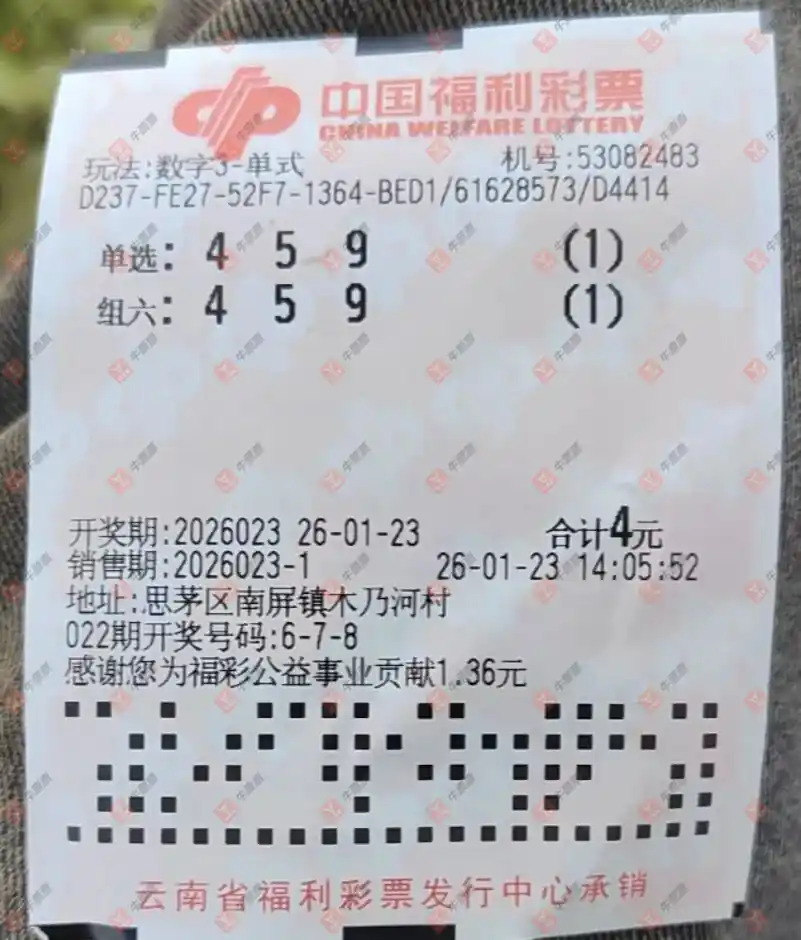 中国福利彩票
CHINA WELFARE LOTTERY
玩法:数字3-单式 机号:53082483
D237-FE27-52F7-1364-BED1/61628573/D4414
单选: 4 5 9 (1)
组六: 4 5 9 (1)
开奖期:2026023 26-01-23 合计4元
销售期:2026023-1 26-01-23 14:05:52
地址:思茅区南屏镇木乃河村
022期开奖号码:6-7-8
感谢您为福彩公益事业贡献1.36元
云南省福利彩票发行中心承销